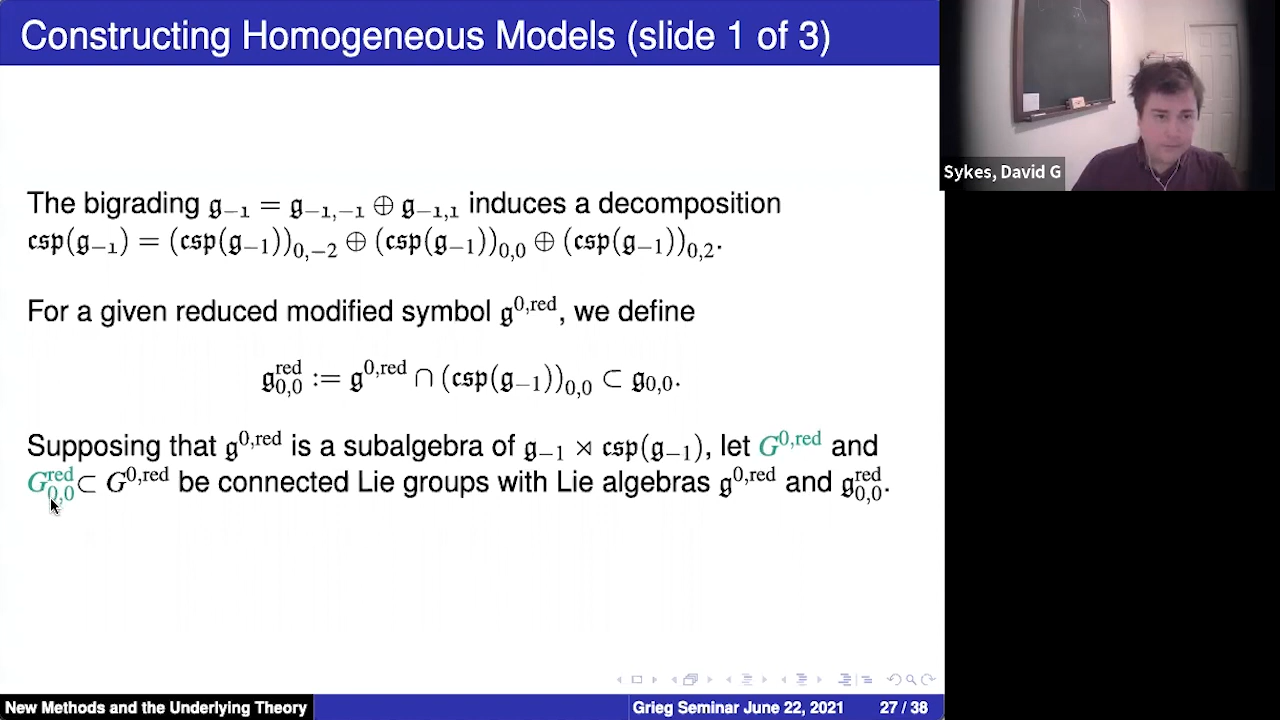 Constructing Homogeneous Models (slide 1 of 3)
Sykes, David G
The bigrading 𝔤₋₁ = 𝔤₋₁,₋₁ ⊕ 𝔤₋₁,₁ induces a decomposition
𝔠𝔰𝔭(𝔤₋₁) = (𝔠𝔰𝔭(𝔤₋₁))₀,₋₂ ⊕ (𝔠𝔰𝔭(𝔤₋₁))₀,₀ ⊕ (𝔠𝔰𝔭(𝔤₋₁))₀,₂.
For a given reduced modified symbol 𝔤^{0,red}, we define
𝔤^{red}_{0,0} := 𝔤^{0,red} ∩ (𝔠𝔰𝔭(𝔤₋₁))₀,₀ ⊂ 𝔤₀,₀.
Supposing that 𝔤^{0,red} is a subalgebra of 𝔤₋₁ ⋊ 𝔠𝔰𝔭(𝔤₋₁), let G^{0,red} and
G^{red}_{0,0} ⊂ G^{0,red} be connected Lie groups with Lie algebras 𝔤^{0,red} and 𝔤^{red}_{0,0}.
New Methods and the Underlying Theory
Grieg Seminar June 22, 2021
27 / 38